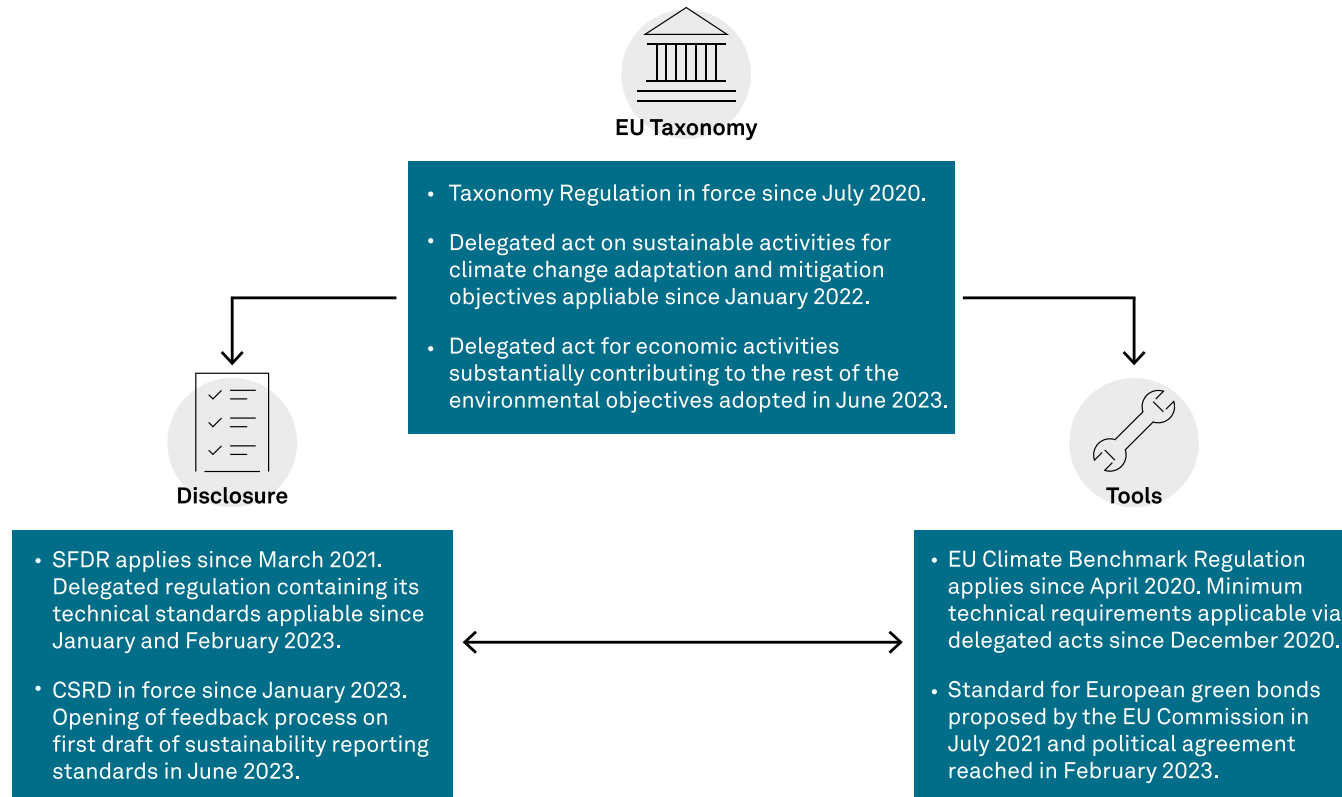 EU Taxonomy
• Taxonomy Regulation in force since July 2020.
• Delegated act on sustainable activities for
climate change adaptation and mitigation
objectives appliable since January 2022.
• Delegated act for economic activities
substantially contributing to the rest of the
environmental objectives adopted in June 2023.
Disclosure
• SFDR applies since March 2021.
Delegated regulation containing its
technical standards appliable since
January and February 2023.
• CSRD in force since January 2023.
Opening of feedback process on
first draft of sustainability reporting
standards in June 2023.
Tools
• EU Climate Benchmark Regulation
applies since April 2020. Minimum
technical requirements applicable via
delegated acts since December 2020.
• Standard for European green bonds
proposed by the EU Commission in
July 2021 and political agreement
reached in February 2023.